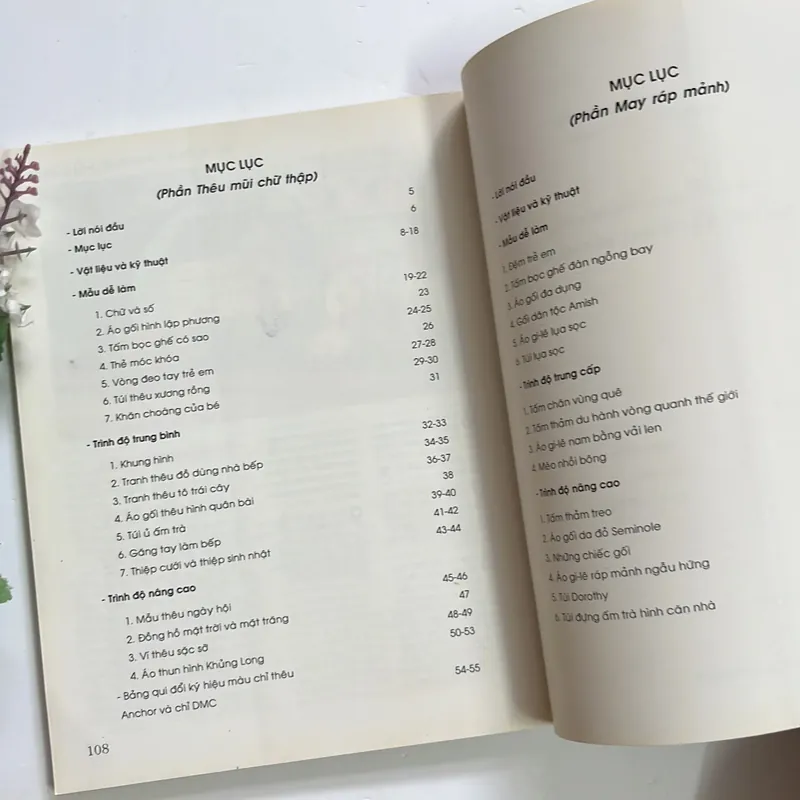 MỤC LỤC
(Phần Thêu mũi chữ thập)
- Lời nói đầu 5
- Mục lục 6
- Vật liệu và kỹ thuật 8-18
- Mẫu dễ làm
1. Chữ và số 19-22
2. Áo gối hình lập phương 23
3. Tấm bọc ghế có sao 24-25
4. Thẻ móc khóa 26
5. Vòng đeo tay trẻ em 27-28
6. Túi thêu xương rồng 29-30
7. Khăn choàng của bé 31
- Trình độ trung bình
1. Khung hình 32-33
2. Tranh thêu đồ dùng nhà bếp 34-35
3. Tranh thêu tô trái cây 36-37
4. Áo gối thêu hình quân bài 38
5. Túi ủ ấm trà 39-40
6. Găng tay làm bếp 41-42
7. Thiệp cưới và thiệp sinh nhật 43-44
- Trình độ nâng cao
1. Mẫu thêu ngày hội 45-46
2. Đồng hồ mặt trời và mặt trăng 47
3. Ví thêu sặc sỡ 48-49
4. Áo thun hình Khủng Long 50-53
- Bảng qui đổi ký hiệu màu chỉ thêu
Anchor và chỉ DMC 54-55
108
MỤC LỤC
(Phần May ráp mảnh)
- Lời nói đầu
- Vật liệu và kỹ thuật
- Mẫu dễ làm
1. Đệm trẻ em
2. Tấm bọc ghế đàn ngỗng bay
3. Áo gối đa dụng
4. Gối dân tộc Amish
5. Áo gi-lê lụa sọc
6. Túi lụa sọc
- Trình độ trung cấp
1. Tấm chăn vùng quê
2. Tấm thảm du hành vòng quanh thế giới
3. Áo gi-lê nam bằng vải len
4. Mèo nhồi bông
- Trình độ nâng cao
1. Tấm thảm treo
2. Áo gối da đỏ Seminole
3. Những chiếc gối
4. Áo gi-lê ráp mảnh ngẫu hứng
5. Túi Dorothy
6. Túi đựng ấm trà hình căn nhà